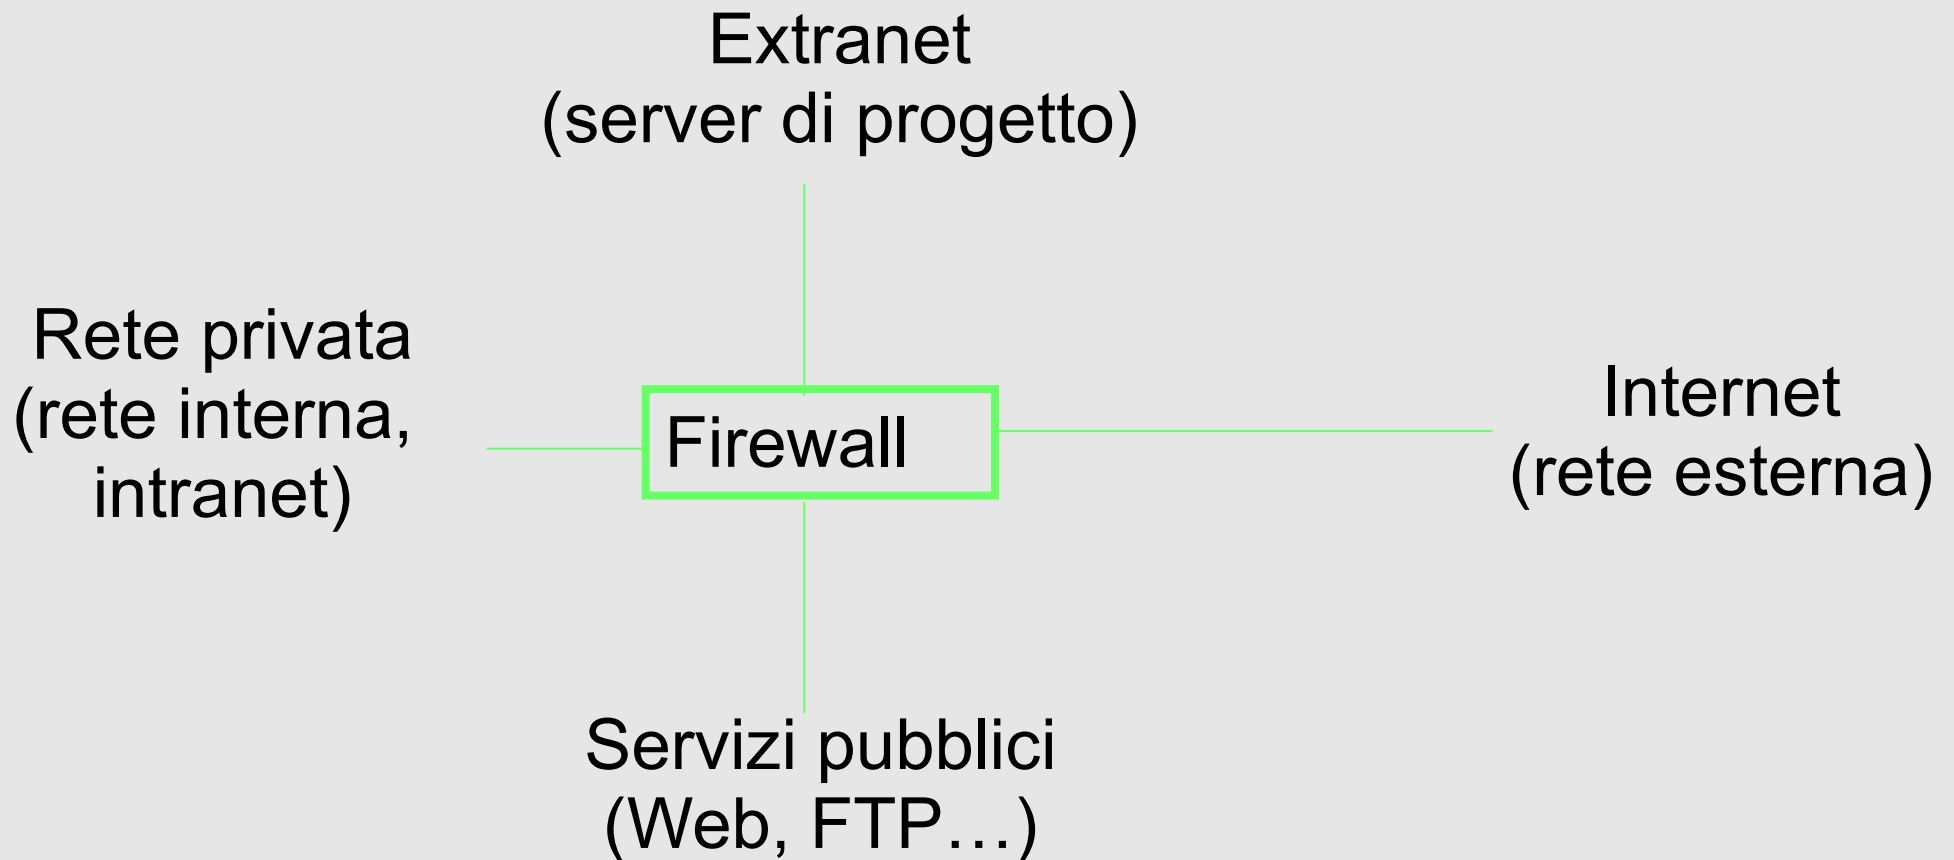 Extranet
(server di progetto)
Rete privata
(rete interna,
intranet)
Firewall
Internet
(rete esterna)
Servizi pubblici
(Web, FTP…)